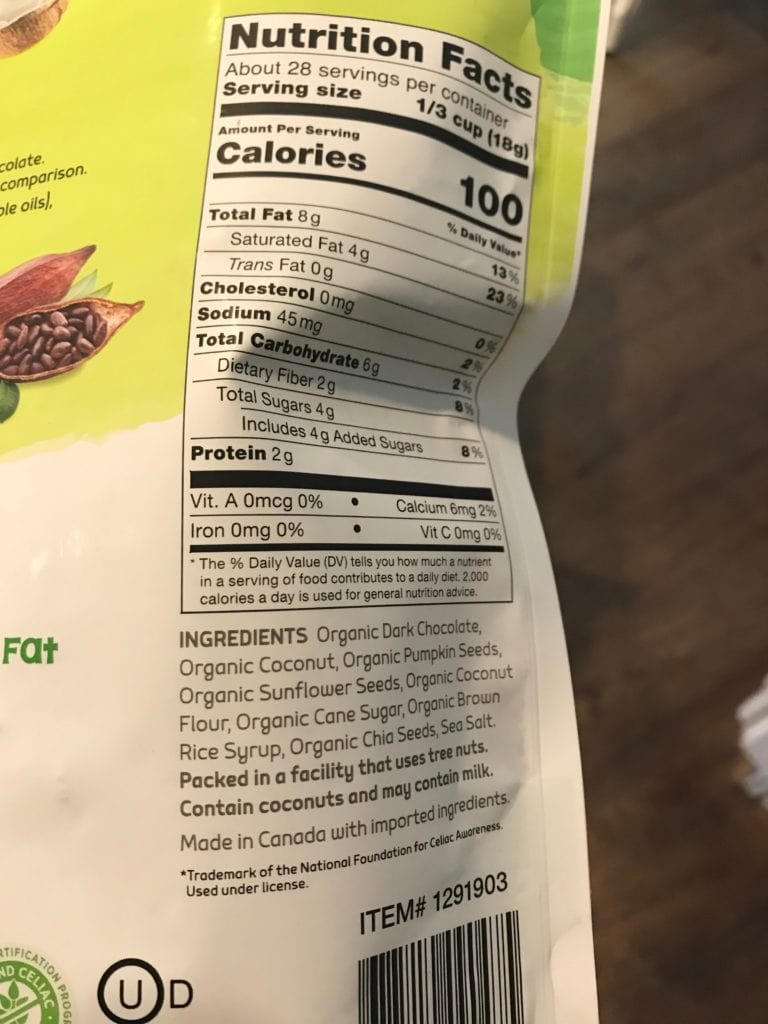 colate.
comparison.
ole oils),
Fat
Nutrition Facts
About 28 servings per container
Serving size 1/3 cup (18g)
Amount Per Serving
Calories 100
% Daily Value*
Total Fat 8g 13%
Saturated Fat 4g 23%
Trans Fat 0g
Cholesterol 0mg 0%
Sodium 45mg 2%
Total Carbohydrate 6g 2%
Dietary Fiber 2g 8%
Total Sugars 4g
Includes 4g Added Sugars 8%
Protein 2g
Vit. A 0mcg 0% • Calcium 6mg 2%
Iron 0mg 0% • Vit C 0mg 0%
* The % Daily Value (DV) tells you how much a nutrient
in a serving of food contributes to a daily diet. 2,000
calories a day is used for general nutrition advice.
INGREDIENTS Organic Dark Chocolate,
Organic Coconut, Organic Pumpkin Seeds,
Organic Sunflower Seeds, Organic Coconut
Flour, Organic Cane Sugar, Organic Brown
Rice Syrup, Organic Chia Seeds, Sea Salt.
Packed in a facility that uses tree nuts.
Contain coconuts and may contain milk.
Made in Canada with imported ingredients.
*Trademark of the National Foundation for Celiac Awareness.
Used under license.
ITEM# 1291903
RTIFICATION PROG
ND CELIAC
U D